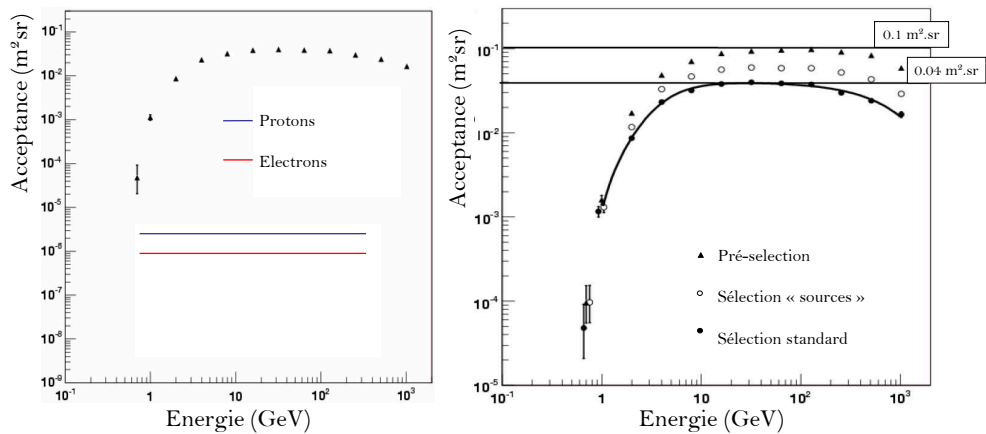 Acceptance (m²sr)
10⁻¹
10⁻²
10⁻³
10⁻⁴
10⁻⁵
10⁻⁶
10⁻⁷
10⁻⁸
10⁻⁹
Protons
Electrons
10⁻¹ 1 10 10² 10³
Energie (GeV)
Acceptance (m²sr)
10⁻¹
10⁻²
10⁻³
10⁻⁴
10⁻⁵
0.1 m².sr
0.04 m².sr
Pré-selection
Sélection « sources »
Sélection standard
10⁻¹ 1 10 10² 10³
Energie (GeV)